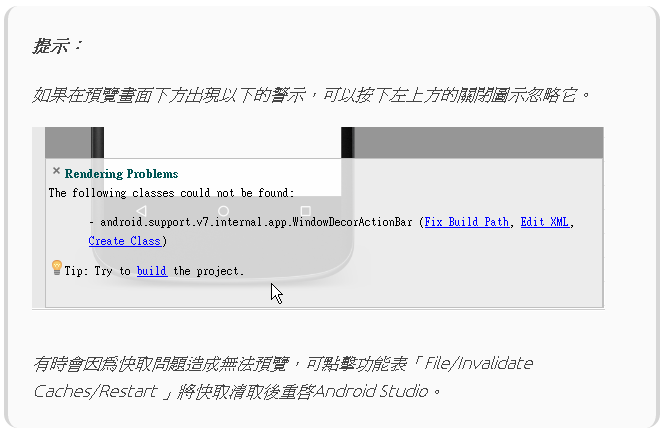 提示：
如果在預覽畫面下方出現以下的警示，可以按下左上方的關閉圖示忽略它。
Rendering Problems
The following classes could not be found:
- android.support.v7.internal.app.WindowDecorActionBar (Fix Build Path, Edit XML,
Create Class)
Tip: Try to build the project.
有時會因為快取問題造成無法預覽，可點擊功能表「File/Invalidate
Caches/Restart 」將快取清取後重啓Android Studio。